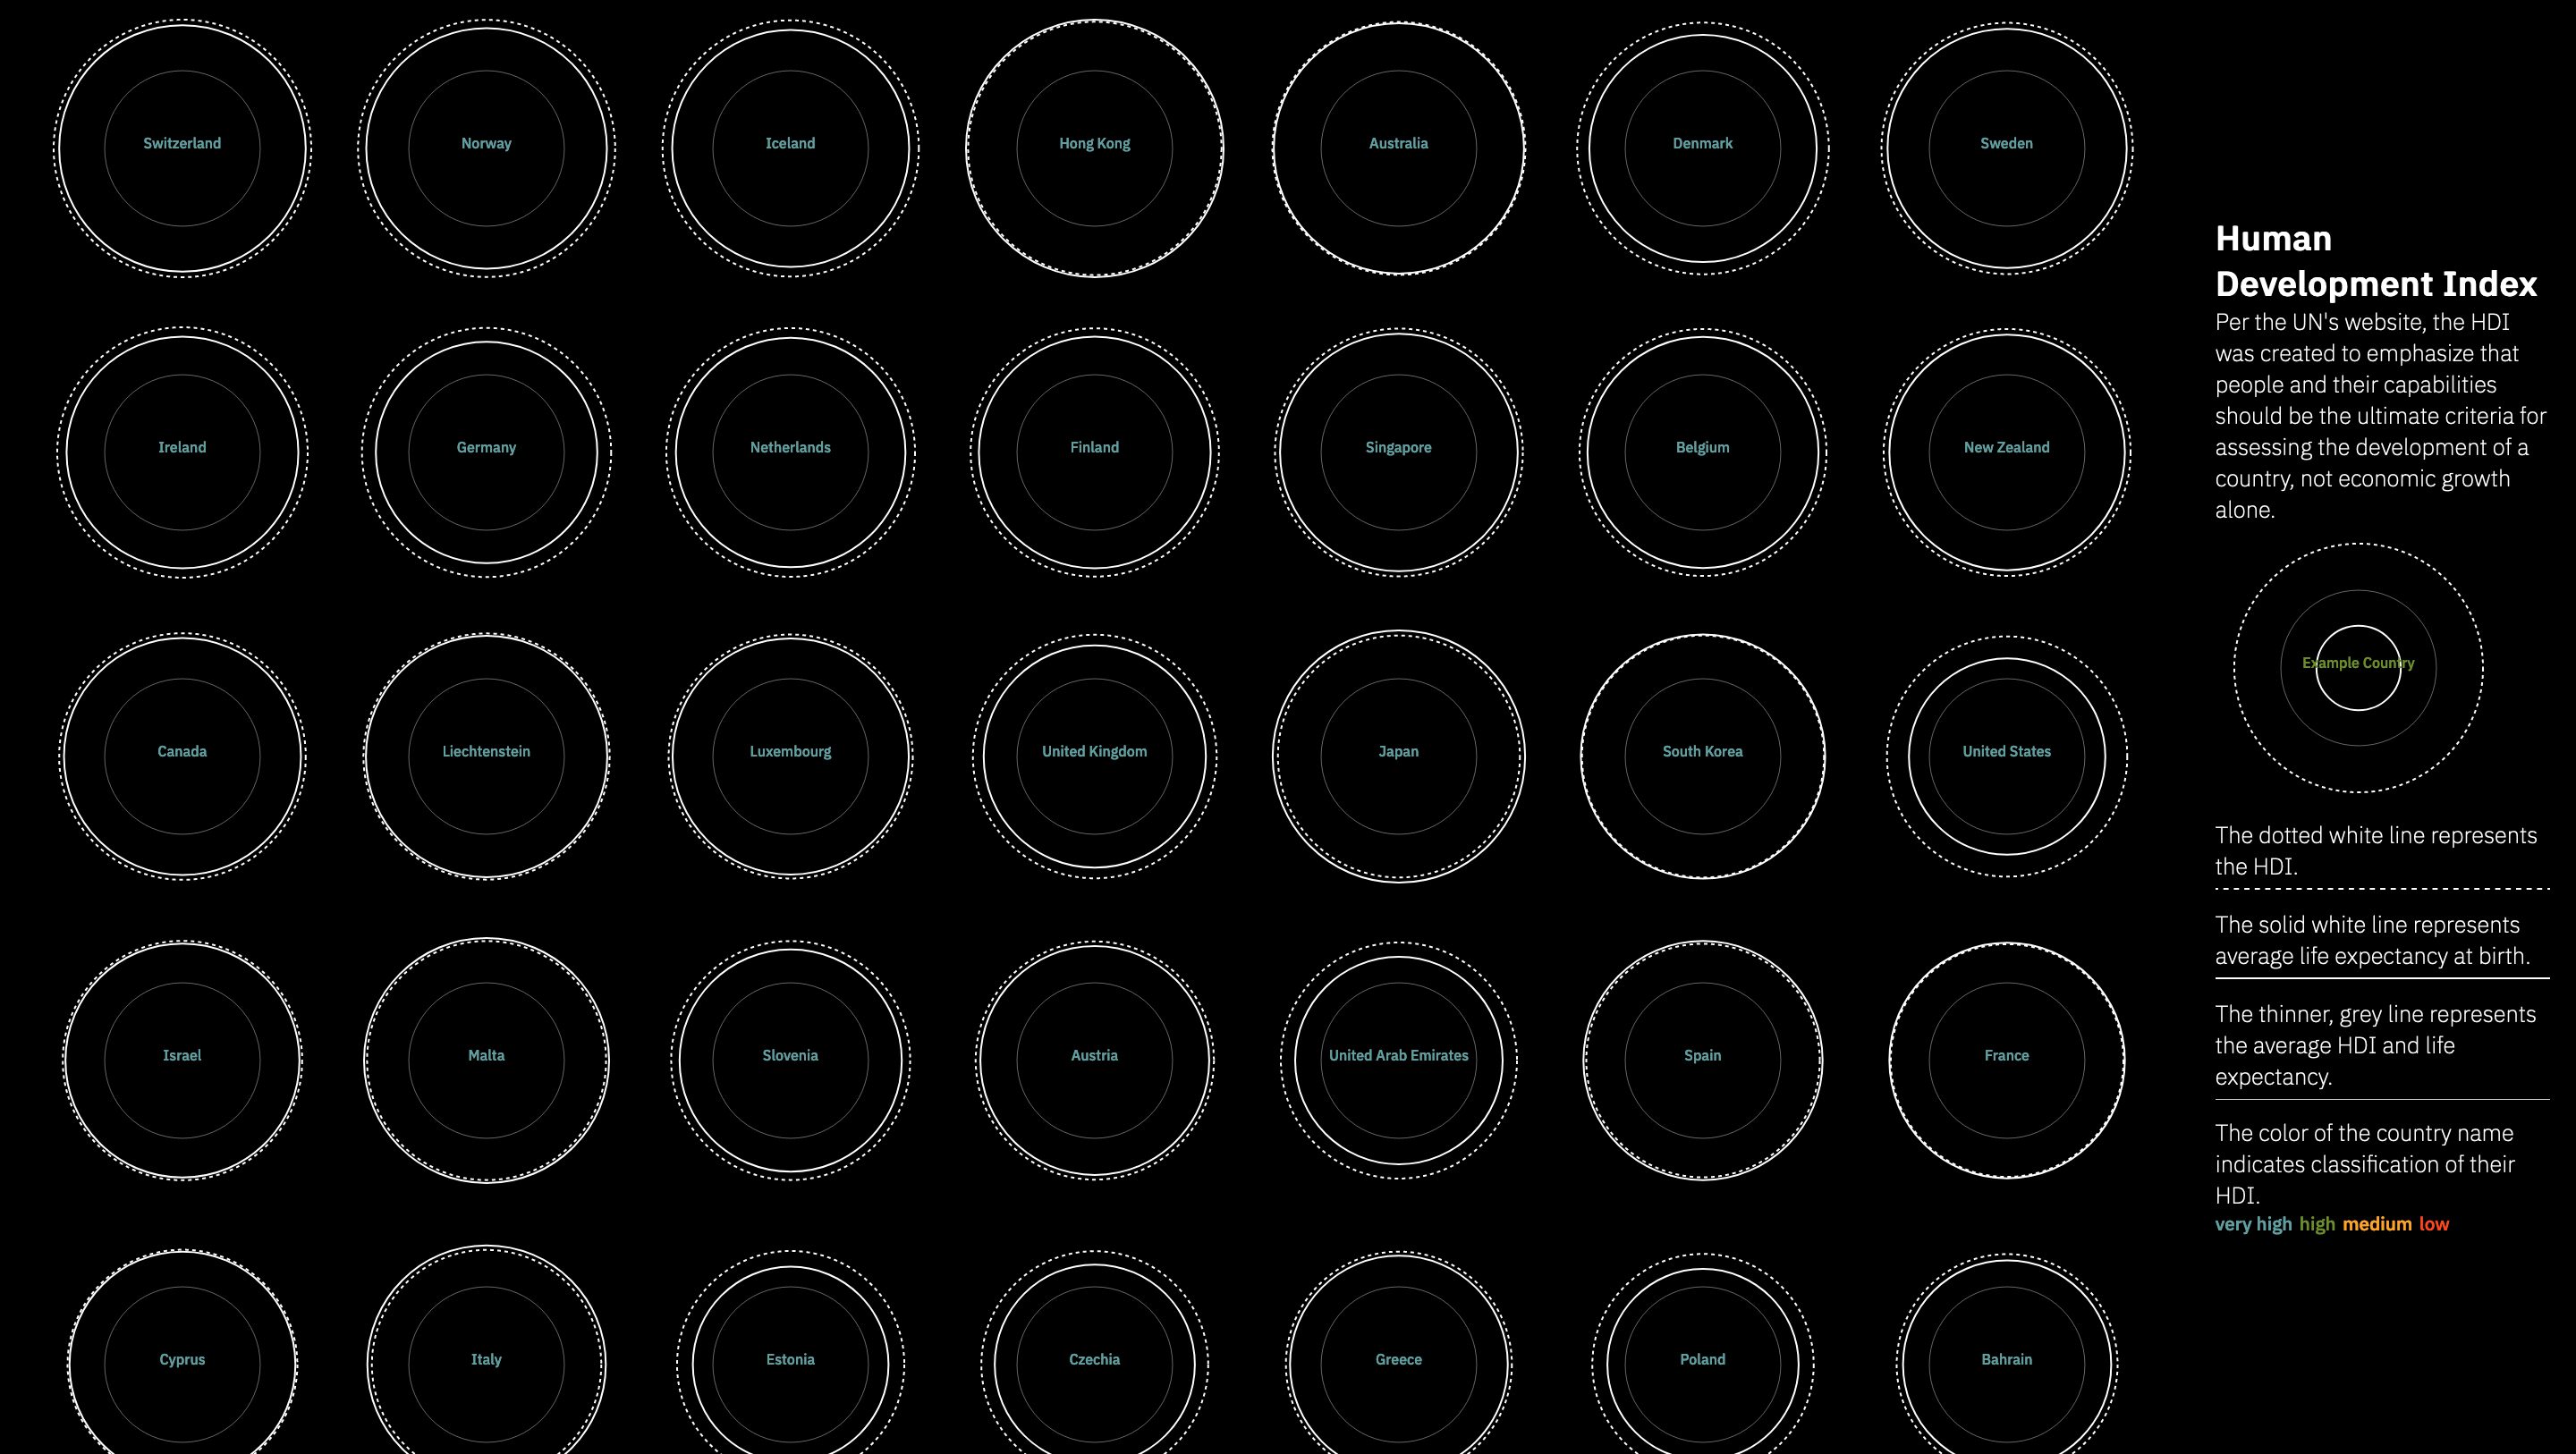 Switzerland
Norway
Iceland
Hong Kong
Australia
Denmark
Sweden
Ireland
Germany
Netherlands
Finland
Singapore
Belgium
New Zealand
Canada
Liechtenstein
Luxembourg
United Kingdom
Japan
South Korea
United States
Israel
Malta
Slovenia
Austria
United Arab Emirates
Spain
France
Cyprus
Italy
Estonia
Czechia
Greece
Poland
Bahrain
Human
Development Index
Per the UN's website, the HDI
was created to emphasize that
people and their capabilities
should be the ultimate criteria for
assessing the development of a
country, not economic growth
alone.
Example Country
The dotted white line represents
the HDI.
The solid white line represents
average life expectancy at birth.
The thinner, grey line represents
the average HDI and life
expectancy.
The color of the country name
indicates classification of their
HDI.
very high high medium low